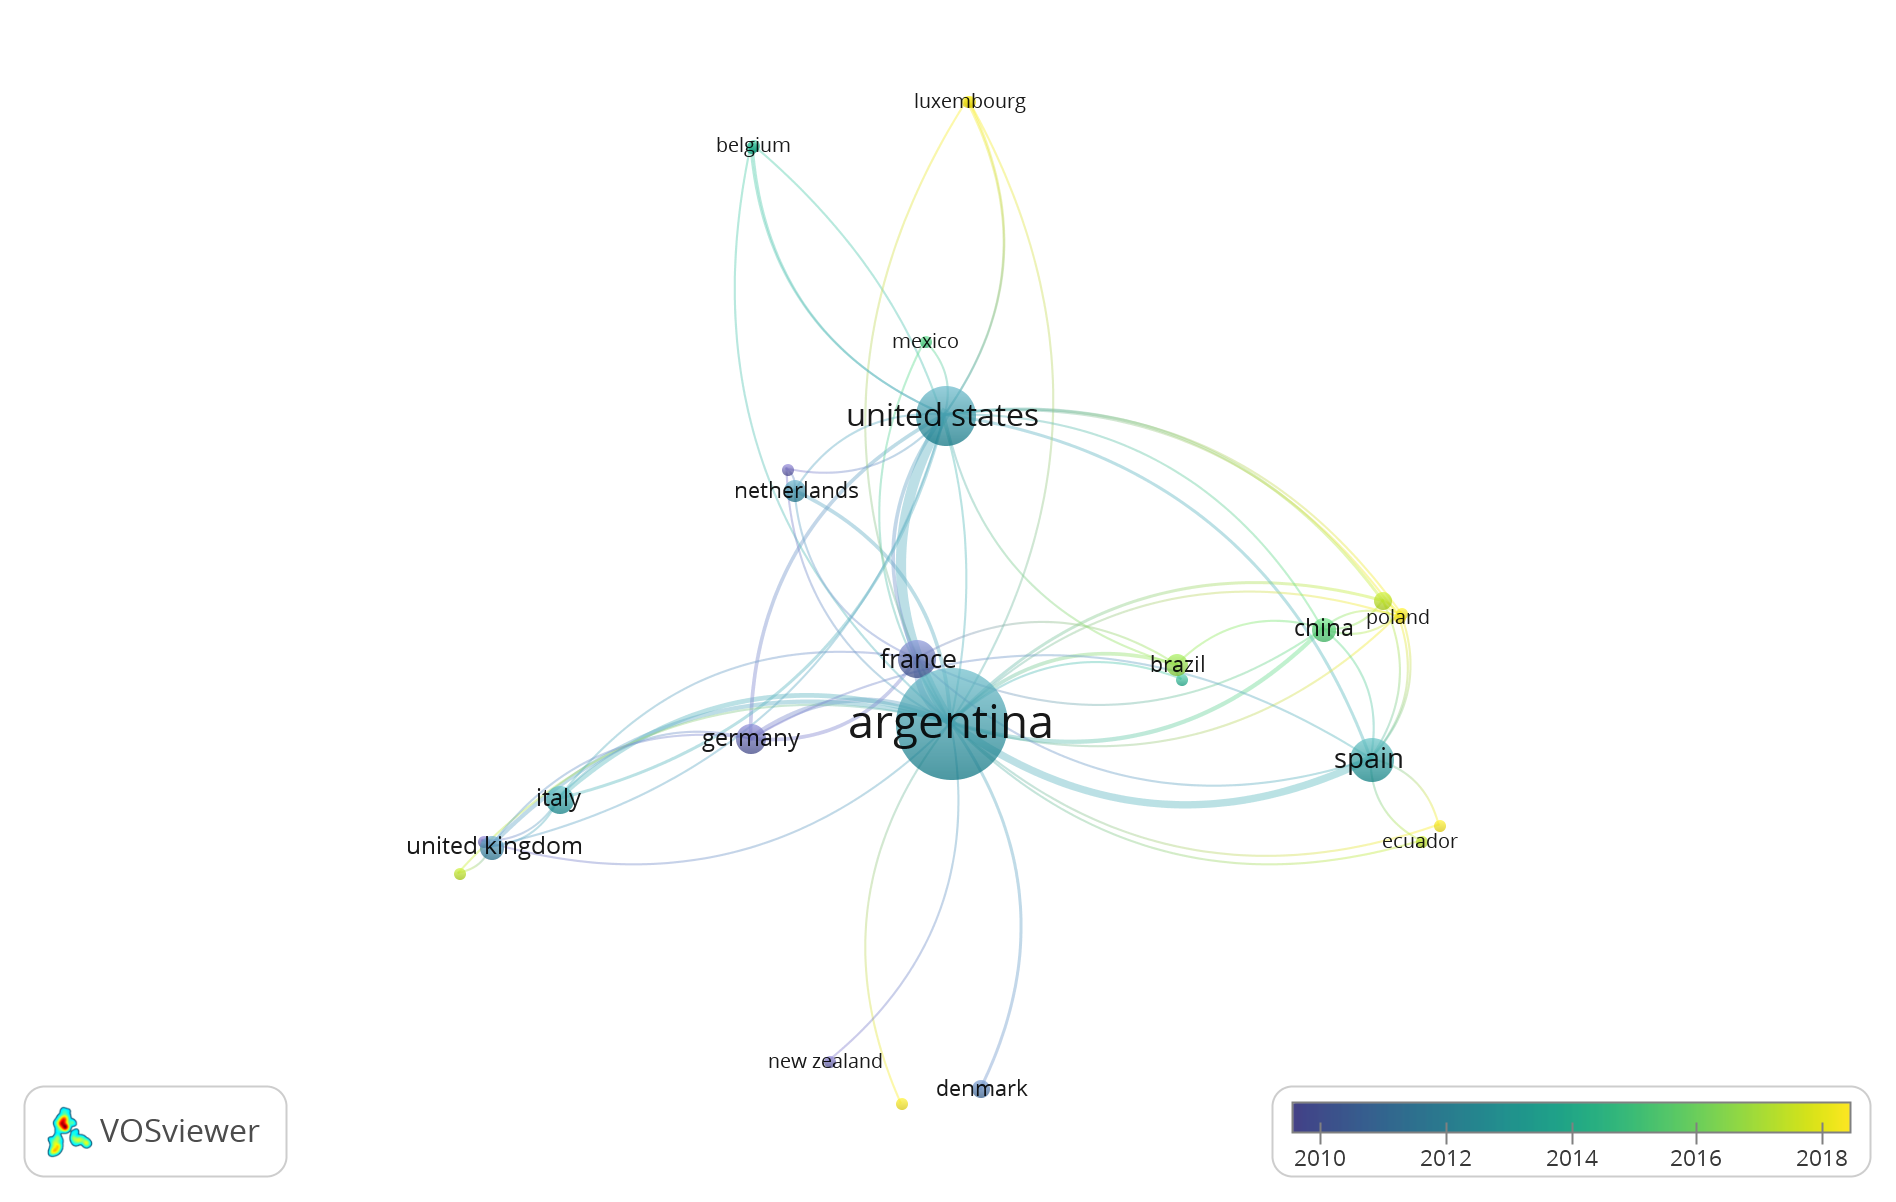 luxembourg
belgium
mexico
united states
netherlands
poland
china
france
brazil
argentina
germany
spain
italy
united kingdom
ecuador
new zealand
denmark
VOSviewer
2010 2012 2014 2016 2018